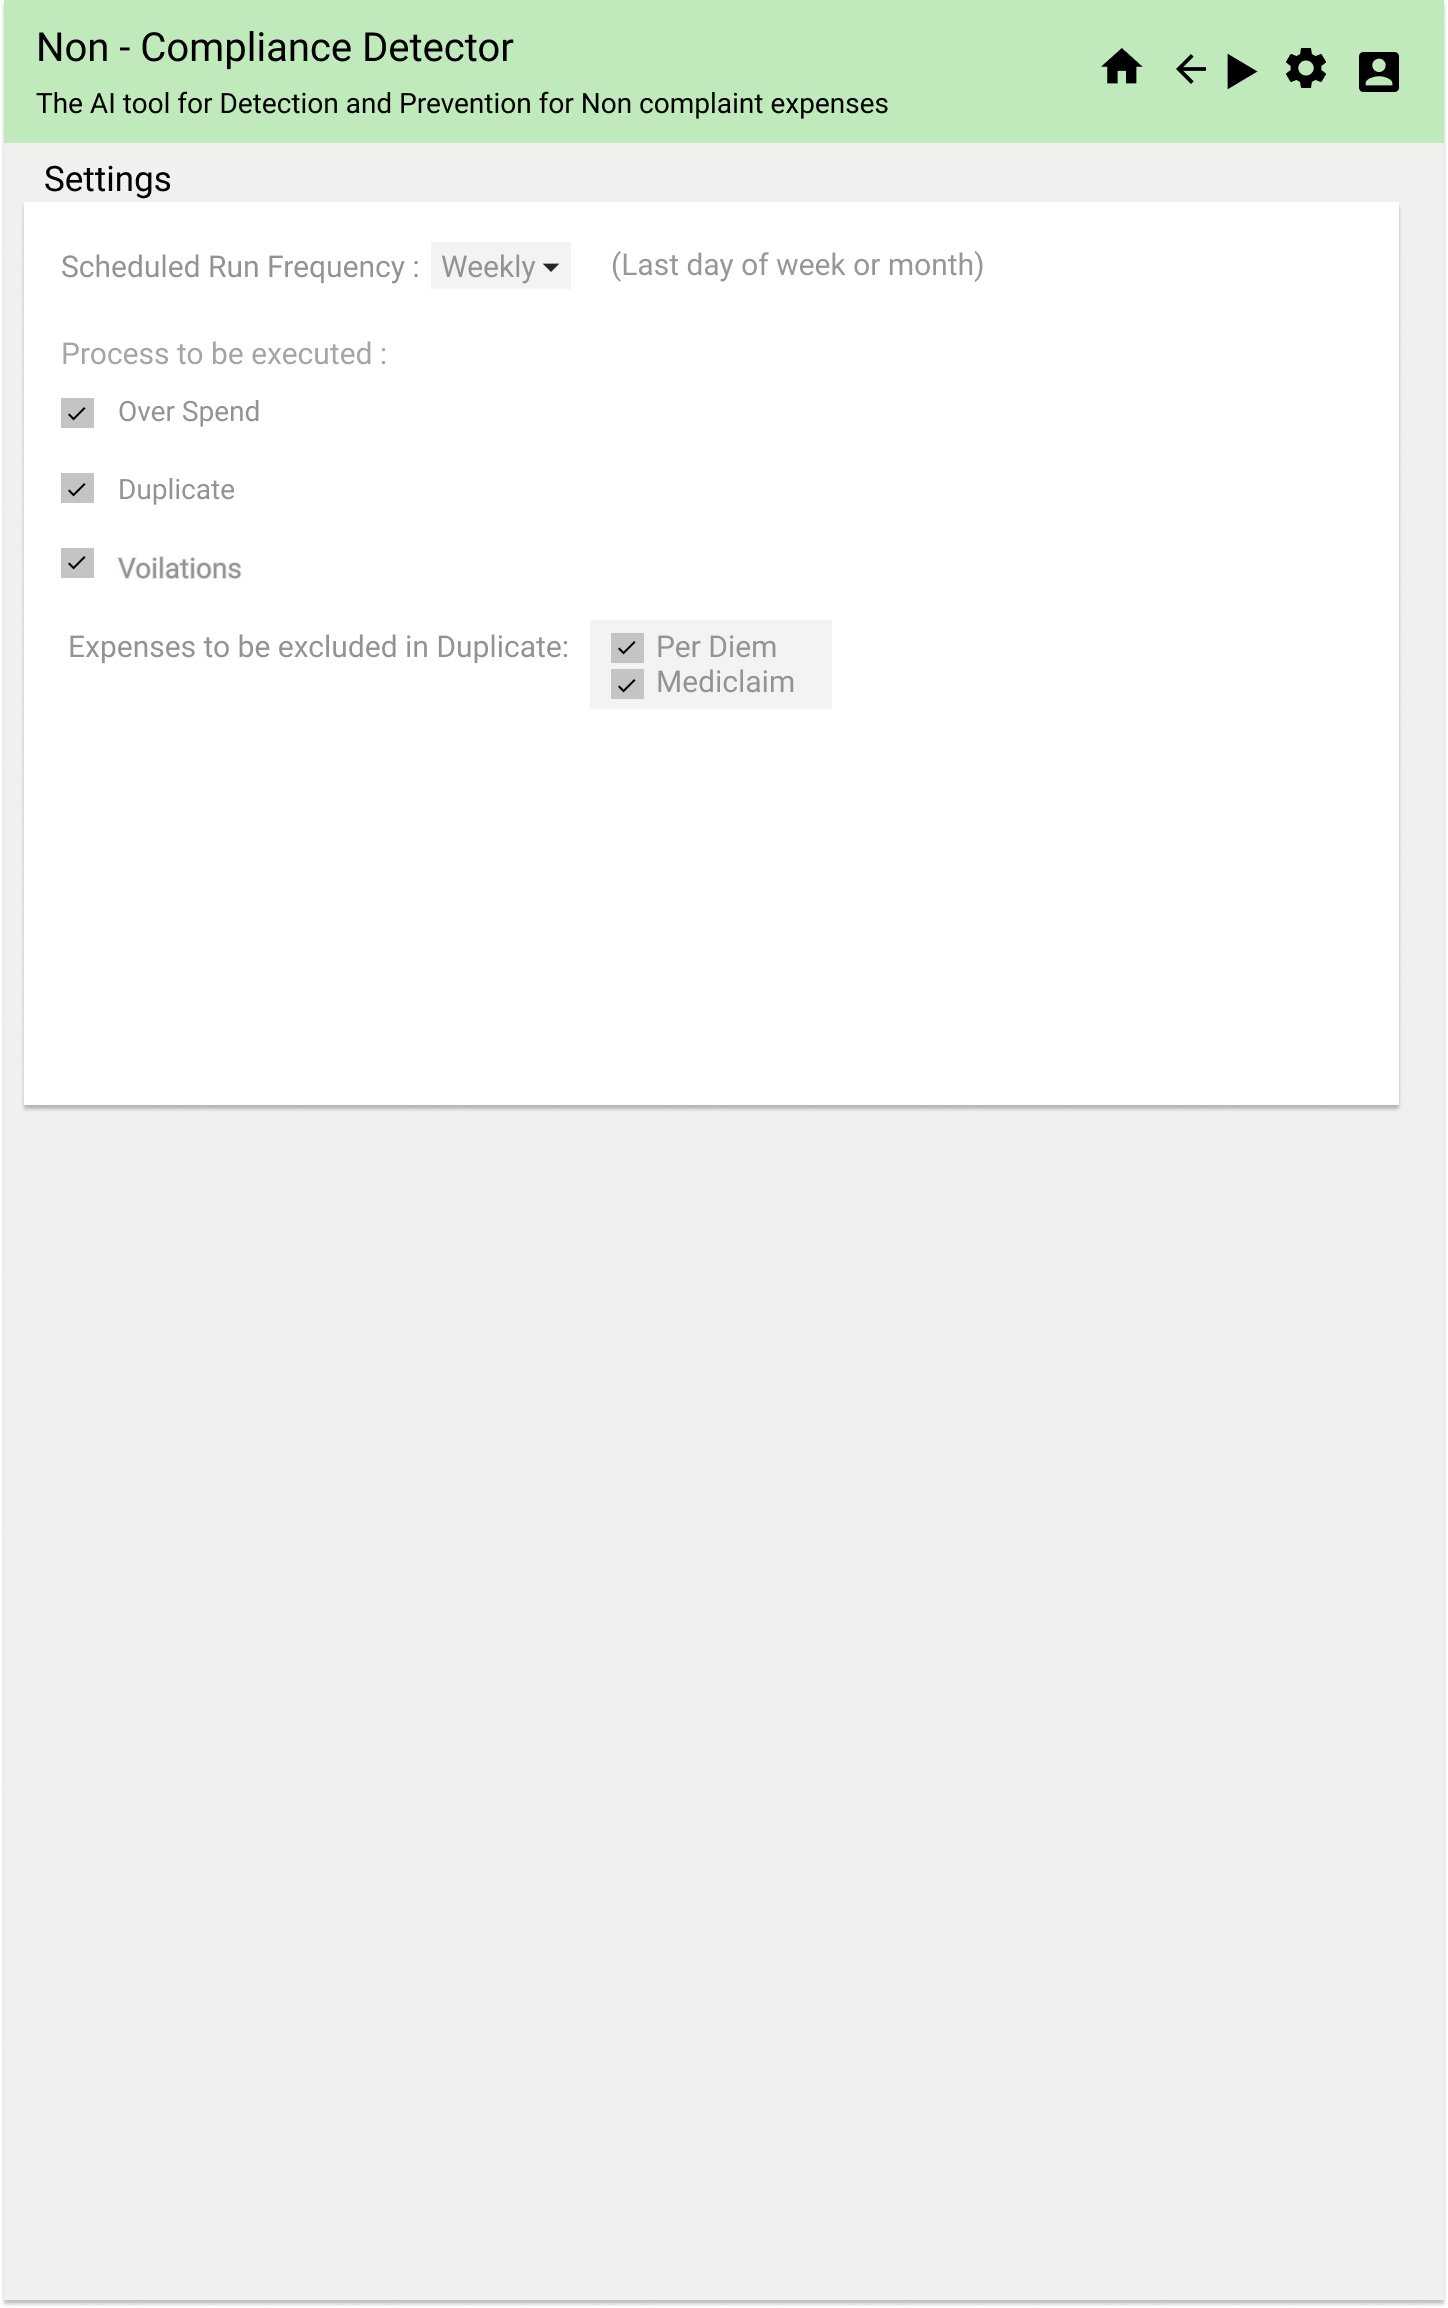 Non - Compliance Detector
The AI tool for Detection and Prevention for Non complaint expenses
Settings
Scheduled Run Frequency : Weekly (Last day of week or month)
Process to be executed :
Over Spend
Duplicate
Voilations
Expenses to be excluded in Duplicate: Per Diem
Mediclaim